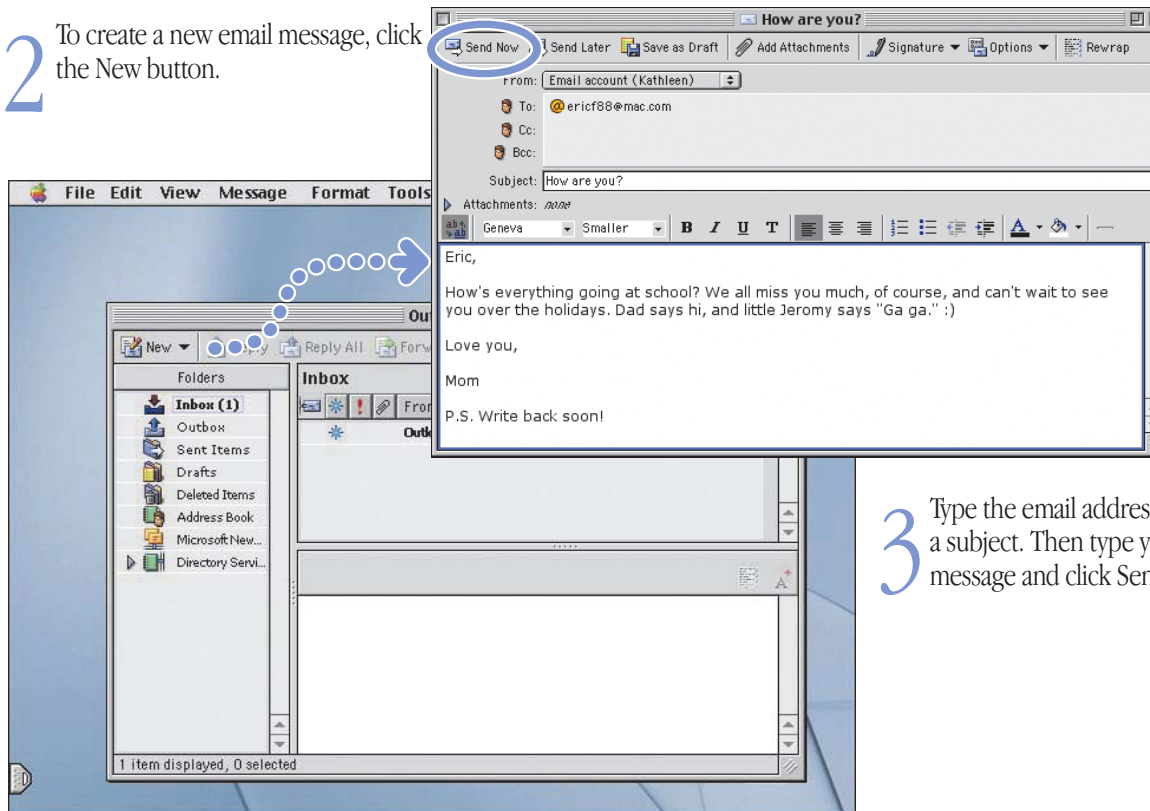 2
To create a new email message, click
the New button.
How are you?
Send Now Send Later Save as Draft Add Attachments Signature Options Rewrap
From: Email account (Kathleen)
To: @ericf88@mac.com
Cc:
Bcc:
Subject: How are you?
Attachments: none
Geneva Smaller B I U T A
Eric,
How's everything going at school? We all miss you much, of course, and can't wait to see
you over the holidays. Dad says hi, and little Jeromy says "Ga ga." :)
Love you,
Mom
P.S. Write back soon!
File Edit View Message Format Tools
Ou
New Reply Reply All Forw
Folders
Inbox (1)
Outbox
Sent Items
Drafts
Deleted Items
Address Book
Microsoft New...
Directory Servi...
Inbox
From
Outl
1 item displayed, 0 selected
3
Type the email addres
a subject. Then type y
message and click Sen